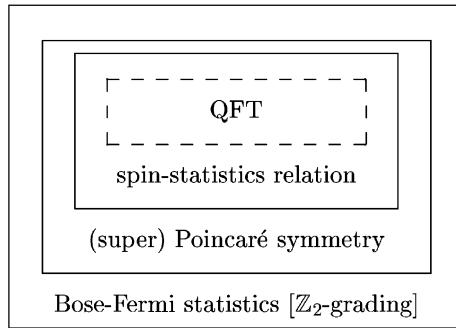 QFT
spin-statistics relation
(super) Poincaré symmetry
Bose-Fermi statistics [ℤ₂-grading]